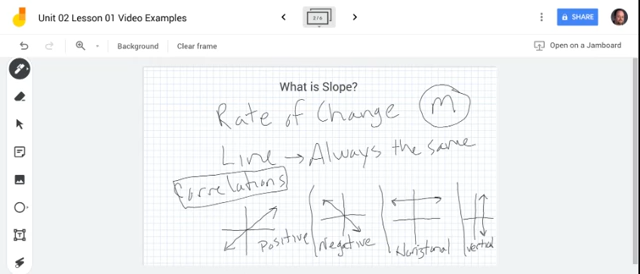 Unit 02 Lesson 01 Video Examples
2/6
SHARE
Background
Clear frame
Open on a Jamboard
What is Slope?
Rate of Change m
Line → Always the same
Correlations
Positive Negative Horizontal vertical